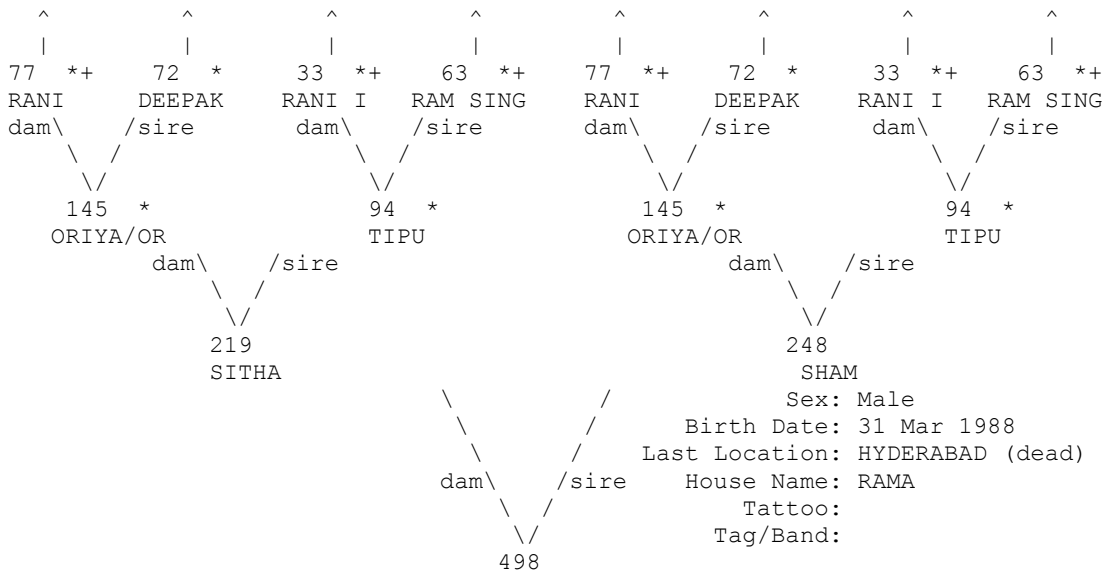 ^ ^ ^ ^ ^ ^ ^ ^
| | | | | | | |
77 *+ 72 * 33 *+ 63 *+ 77 *+ 72 * 33 *+ 63 *+
RANI DEEPAK RANI I RAM SING RANI DEEPAK RANI I RAM SING
dam\ /sire dam\ /sire dam\ /sire dam\ /sire
\ / \ / \ / \ /
\/ \/ \/ \/
145 * 94 * 145 * 94 *
ORIYA/OR TIPU ORIYA/OR TIPU
dam\ /sire dam\ /sire
\ / \ /
\/ \/
219 248
SITHA SHAM
\ / Sex: Male
\ / Birth Date: 31 Mar 1988
\ / Last Location: HYDERABAD (dead)
dam\ /sire House Name: RAMA
\ / Tattoo:
\/ Tag/Band:
498